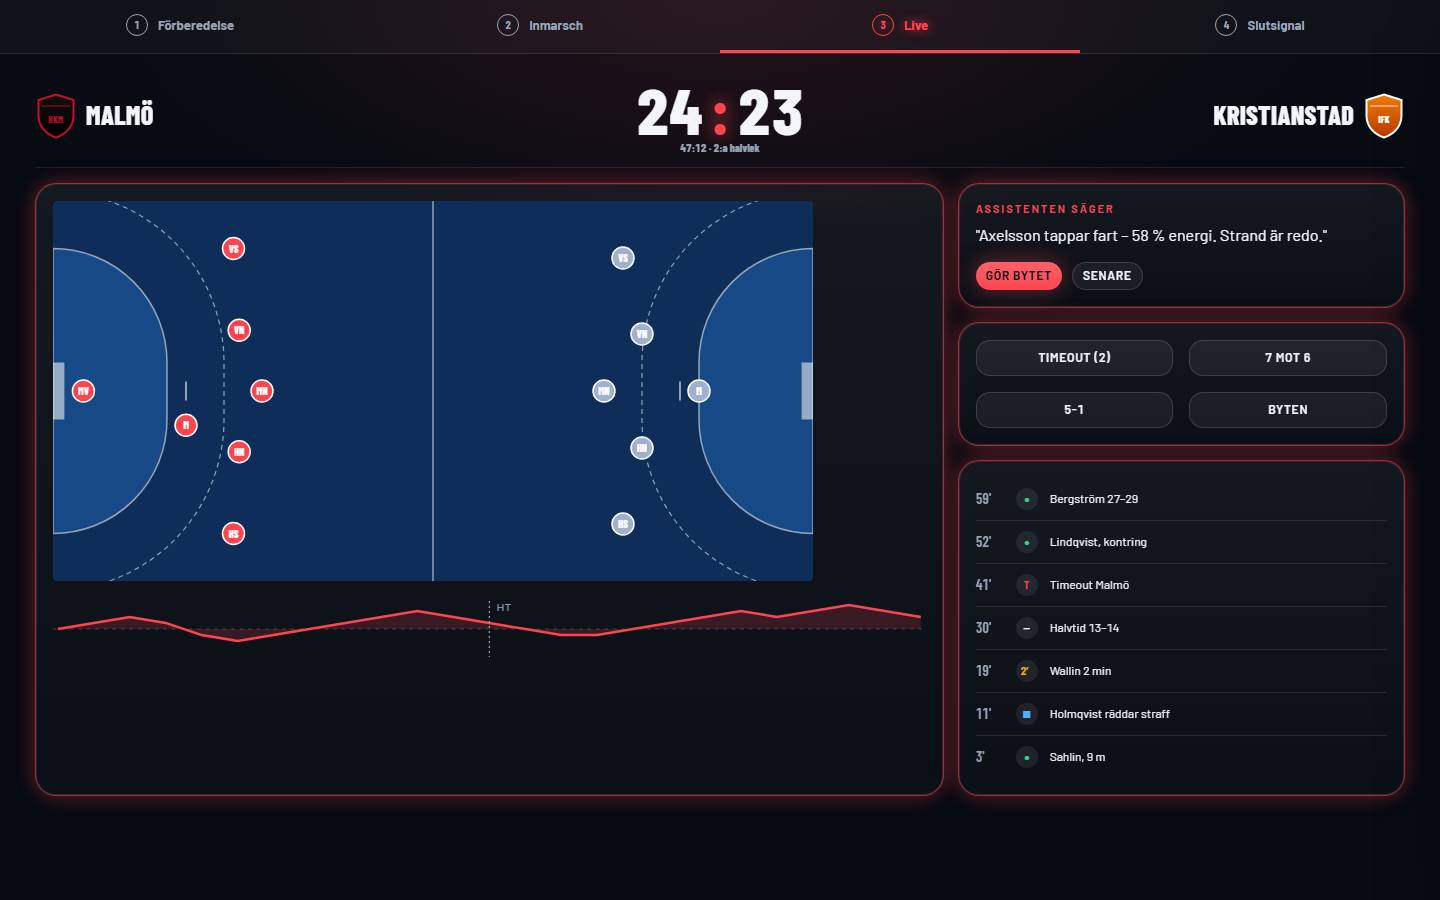 1 Förberedelse
2 Inmarsch
3 Live
4 Slutsignal
HKM MALMÖ
24:23
47:12 · 2:a halvlek
KRISTIANSTAD IFK
VS
VN
MV
MN
M
HN
HS
VS
VN
MN
M
HN
HS
HT
ASSISTENTEN SÄGER
"Axelsson tappar fart – 58 % energi. Strand är redo."
GÖR BYTET
SENARE
TIMEOUT (2)
7 MOT 6
5-1
BYTEN
59' Bergström 27–29
52' Lindqvist, kontring
41' T Timeout Malmö
30' – Halvtid 13–14
19' 2' Wallin 2 min
11' Holmqvist räddar straff
3' Sahlin, 9 m